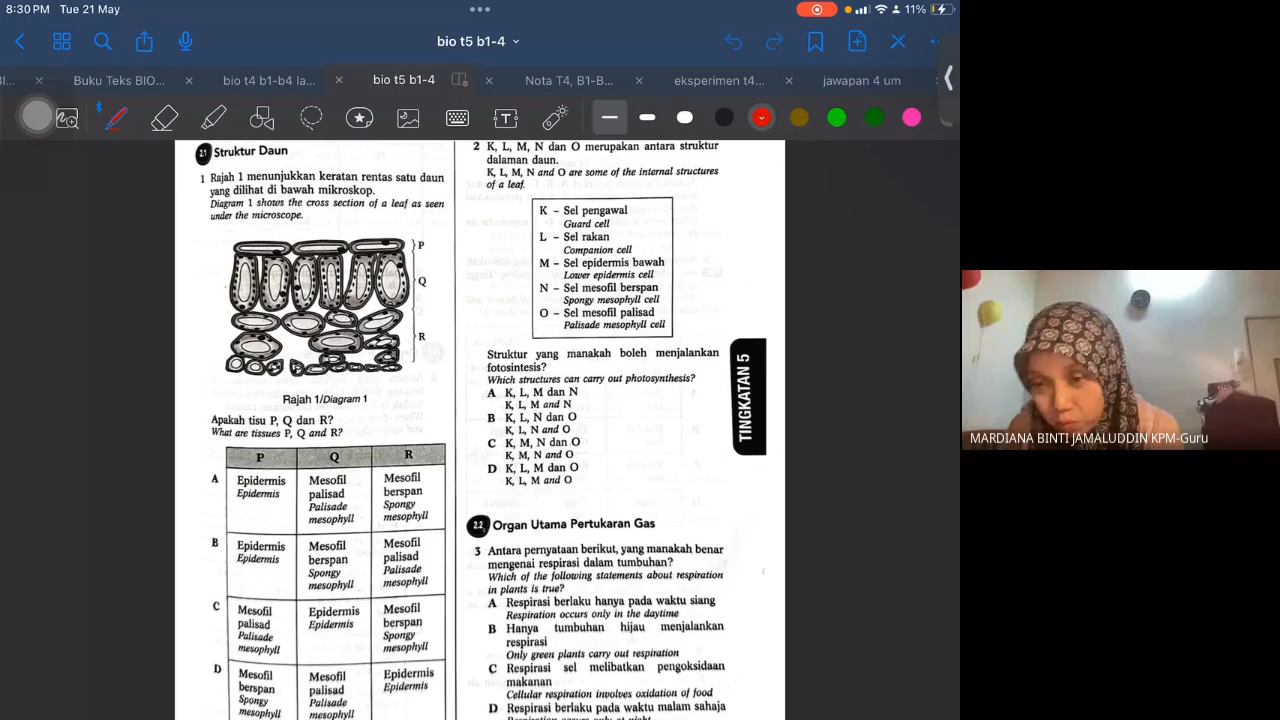 8:30 PM Tue 21 May
11%
bio t5 b1-4
Buku Teks BIO...
bio t4 b1-b4 la...
bio t5 b1-4
Nota T4, B1-B...
eksperimen t4...
jawapan 4 um
2.1 Struktur Daun
1 Rajah 1 menunjukkan keratan rentas satu daun
yang dilihat di bawah mikroskop.
Diagram 1 shows the cross section of a leaf as seen
under the microscope.
P
Q
R
Rajah 1/Diagram 1
Apakah tisu P, Q dan R?
What are tissues P, Q and R?
P Q R
A Epidermis
Epidermis
Mesofil
palisad
Palisade
mesophyll
Mesofil
berspan
Spongy
mesophyll
B Epidermis
Epidermis
Mesofil
berspan
Spongy
mesophyll
Mesofil
palisad
Palisade
mesophyll
C Mesofil
palisad
Palisade
mesophyll
Epidermis
Epidermis
Mesofil
berspan
Spongy
mesophyll
D Mesofil
berspan
Spongy
mesophyll
Mesofil
palisad
Palisade
mesophyll
Epidermis
Epidermis
2 K, L, M, N dan O merupakan antara struktur
dalaman daun.
K, L, M, N and O are some of the internal structures
of a leaf.
K – Sel pengawal
Guard cell
L – Sel rakan
Companion cell
M – Sel epidermis bawah
Lower epidermis cell
N – Sel mesofil berspan
Spongy mesophyll cell
O – Sel mesofil palisad
Palisade mesophyll cell
Struktur yang manakah boleh menjalankan
fotosintesis?
Which structures can carry out photosynthesis?
A K, L, M dan N
K, L, M and N
B K, L, N dan O
K, L, N and O
C K, M, N dan O
K, M, N and O
D K, L, M dan O
K, L, M and O
2.2 Organ Utama Pertukaran Gas
3 Antara pernyataan berikut, yang manakah benar
mengenai respirasi dalam tumbuhan?
Which of the following statements about respiration
in plants is true?
A Respirasi berlaku hanya pada waktu siang
Respiration occurs only in the daytime
B Hanya tumbuhan hijau menjalankan
respirasi
Only green plants carry out respiration
C Respirasi sel melibatkan pengoksidaan
makanan
Cellular respiration involves oxidation of food
D Respirasi berlaku pada waktu malam sahaja
Respiration occurs only at night
TINGKATAN 5
MARDIANA BINTI JAMALUDDIN KPM-Guru